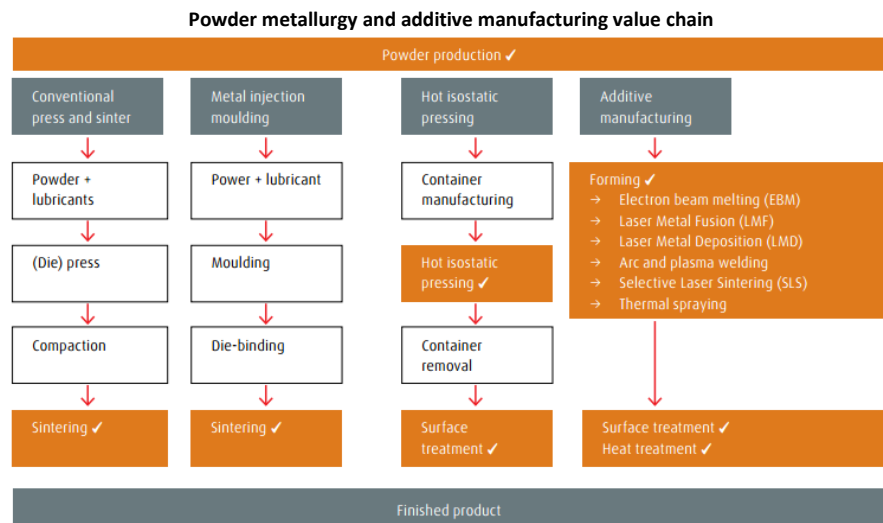 Powder metallurgy and additive manufacturing value chain
Powder production ✓
Conventional
press and sinter
Powder +
lubricants
(Die) press
Compaction
Sintering ✓
Metal injection
moulding
Power + lubricant
Moulding
Die-binding
Sintering ✓
Hot isostatic
pressing
Container
manufacturing
Hot isostatic
pressing ✓
Container
removal
Surface
treatment ✓
Additive
manufacturing
Forming ✓
→ Electron beam melting (EBM)
→ Laser Metal Fusion (LMF)
→ Laser Metal Deposition (LMD)
→ Arc and plasma welding
→ Selective Laser Sintering (SLS)
→ Thermal spraying
Surface treatment ✓
Heat treatment ✓
Finished product